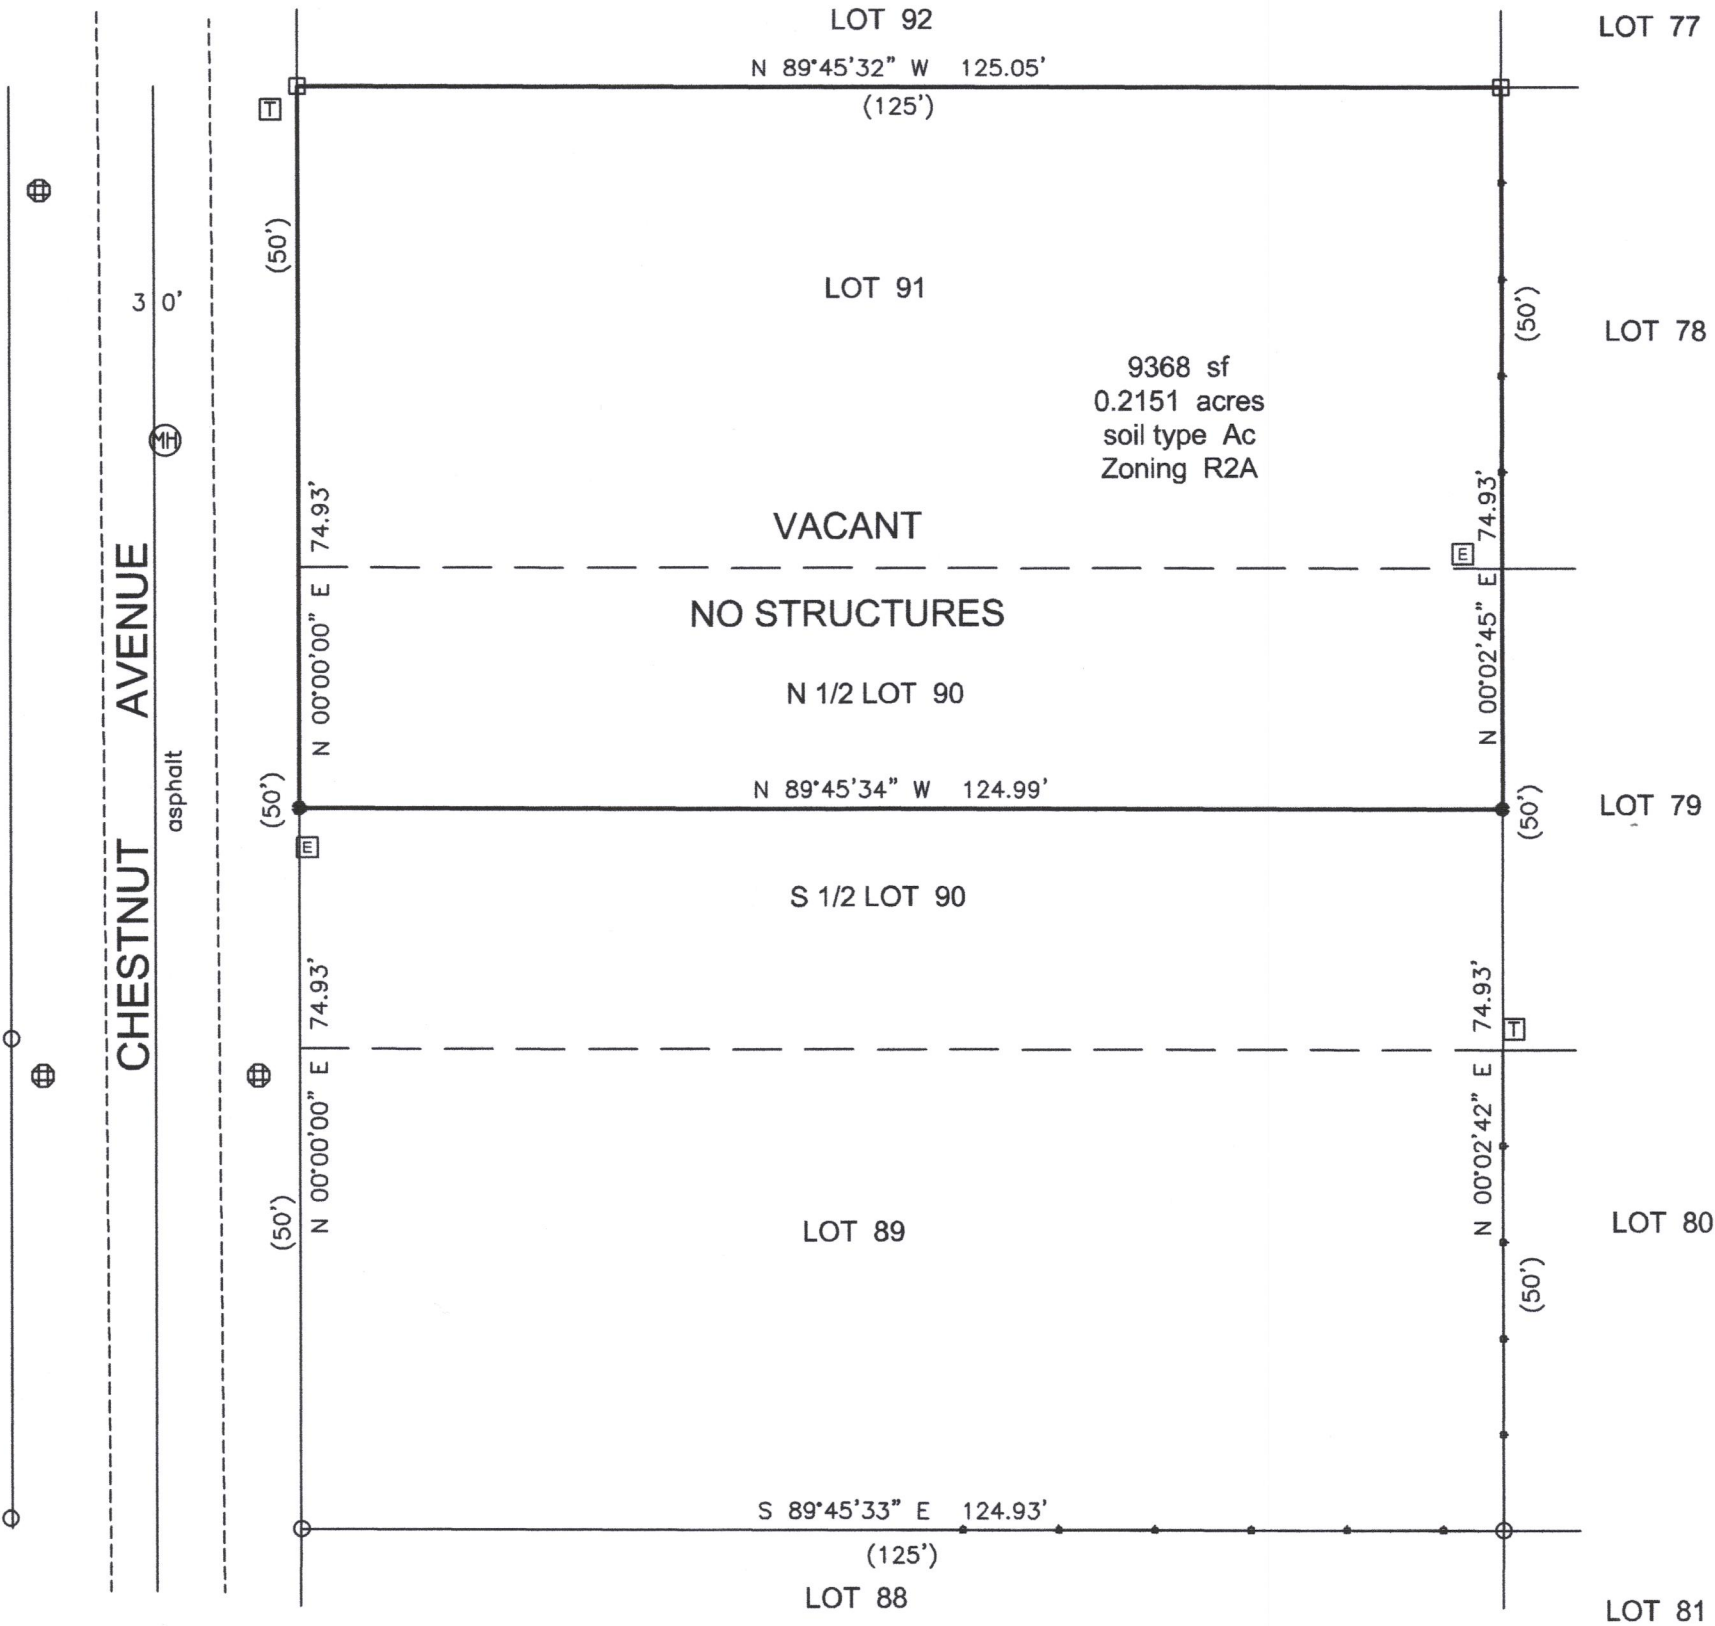 LOT 92
LOT 77
N 89°45'32" W 125.05'
(125')
T
(50')
30'
LOT 91
(50')
LOT 78
9368 sf
0.2151 acres
soil type Ac
Zoning R2A
MH
N 00°00'00" E 74.93'
VACANT
N 00°02'45" E 74.93'
E
NO STRUCTURES
N 1/2 LOT 90
CHESTNUT AVENUE
asphalt
N 89°45'34" W 124.99'
(50')
(50')
LOT 79
E
S 1/2 LOT 90
N 00°00'00" E 74.93'
N 00°02'42" E 74.93'
T
(50')
LOT 89
LOT 80
(50')
S 89°45'33" E 124.93'
(125')
LOT 88
LOT 81